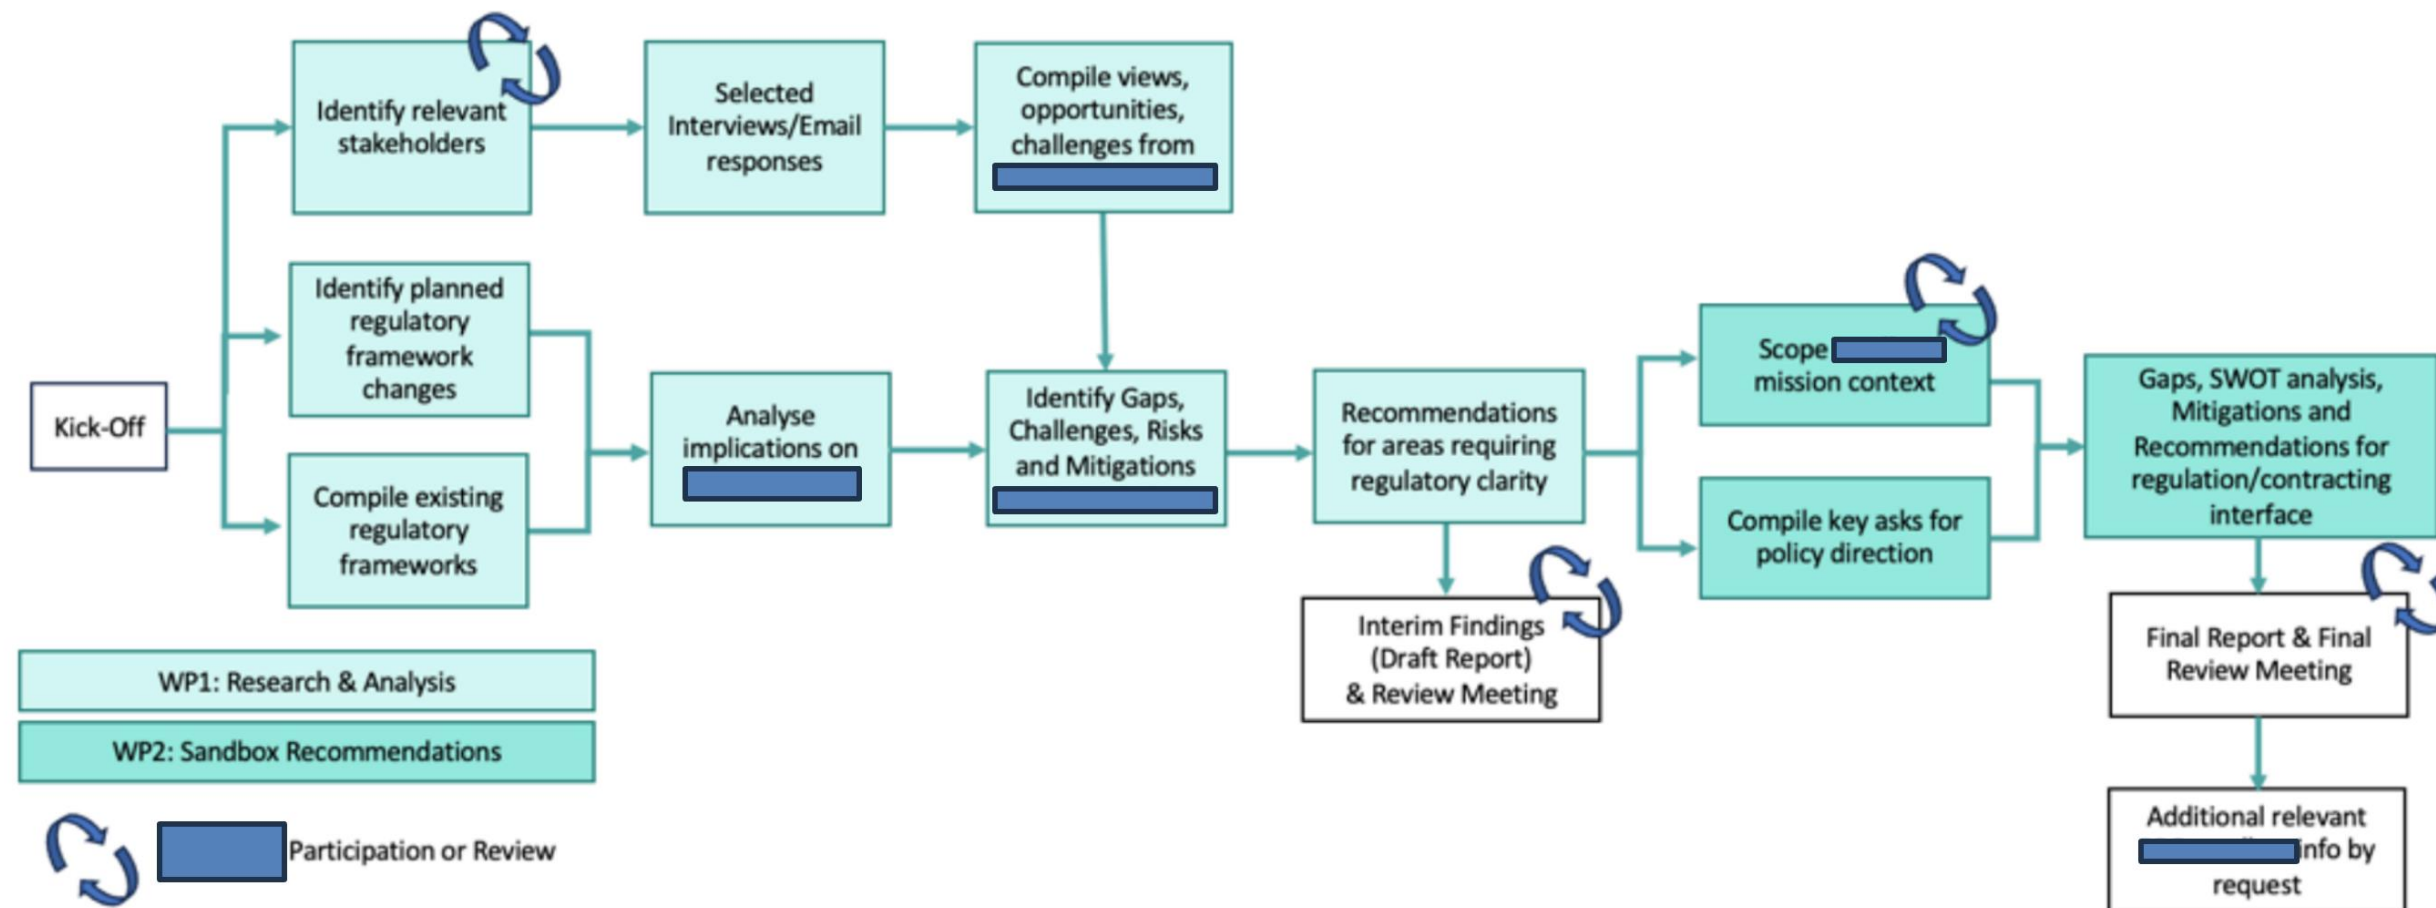 Identify relevant
stakeholders
Selected
Interviews/Email
responses
Compile views,
opportunities,
challenges from
Identify planned
regulatory
framework
changes
Kick-Off
Compile existing
regulatory
frameworks
Analyse
implications on
Identify Gaps,
Challenges, Risks
and Mitigations
Recommendations
for areas requiring
regulatory clarity
Interim Findings
(Draft Report)
& Review Meeting
Scope
mission context
Compile key asks for
policy direction
Gaps, SWOT analysis,
Mitigations and
Recommendations for
regulation/contracting
interface
Final Report & Final
Review Meeting
Additional relevant
info by
request
WP1: Research & Analysis
WP2: Sandbox Recommendations
Participation or Review